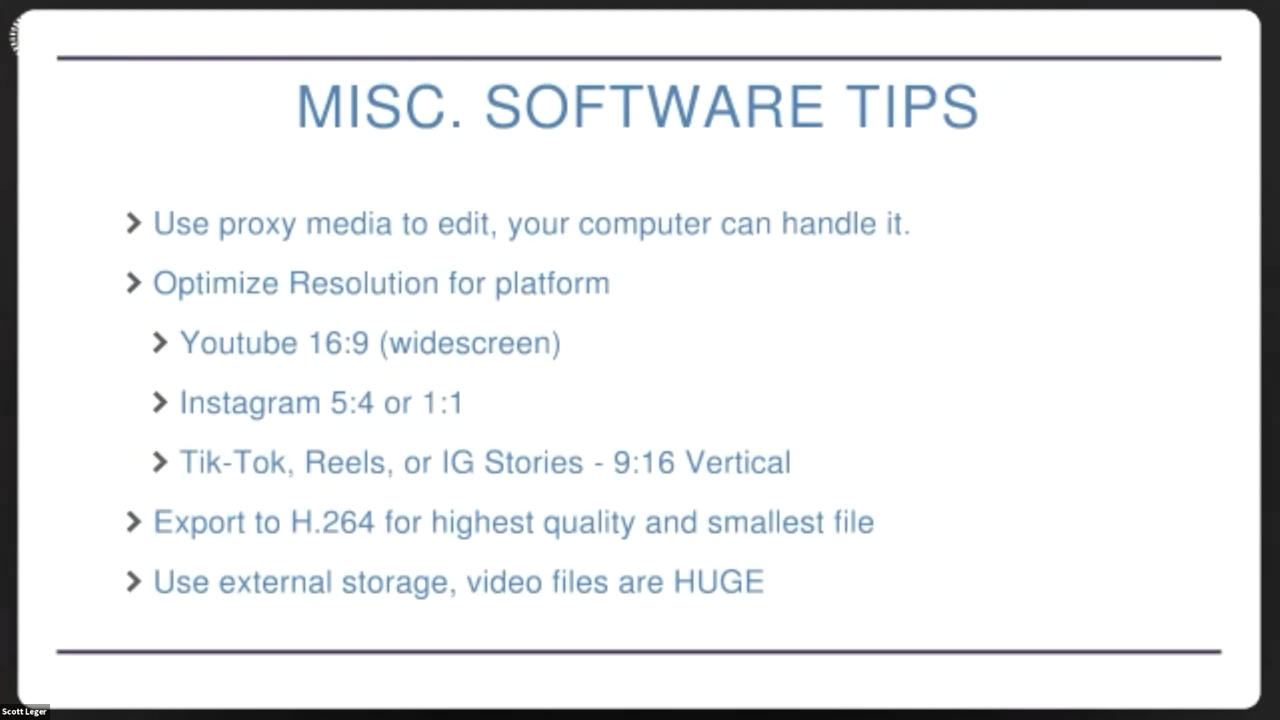 MISC. SOFTWARE TIPS
Use proxy media to edit, your computer can handle it.
Optimize Resolution for platform
Youtube 16:9 (widescreen)
Instagram 5:4 or 1:1
Tik-Tok, Reels, or IG Stories - 9:16 Vertical
Export to H.264 for highest quality and smallest file
Use external storage, video files are HUGE
Scott Leger